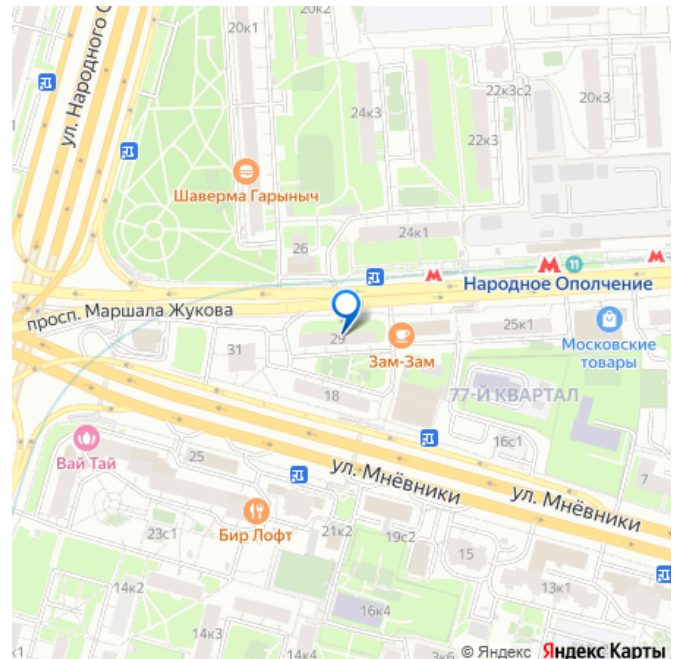 20к1
20к2
ул. Народного
24к3
22к3с2
20к3
22к3
Шаверма Гарыныч
26
24к1
11
Народное Ополчение
просп. Маршала Жукова
25к1
29
31
Зам-Зам
Московские
товары
18
77-Й КВАРТАЛ
16с1
Вай Тай
25
7
ул. Мнёвники
ул. Мнёвники
Бир Лофт
23с1
21к2
19с2
15
14к2
13к1
16к4
14к3
3к6
© Яндекс Яндекс Карты